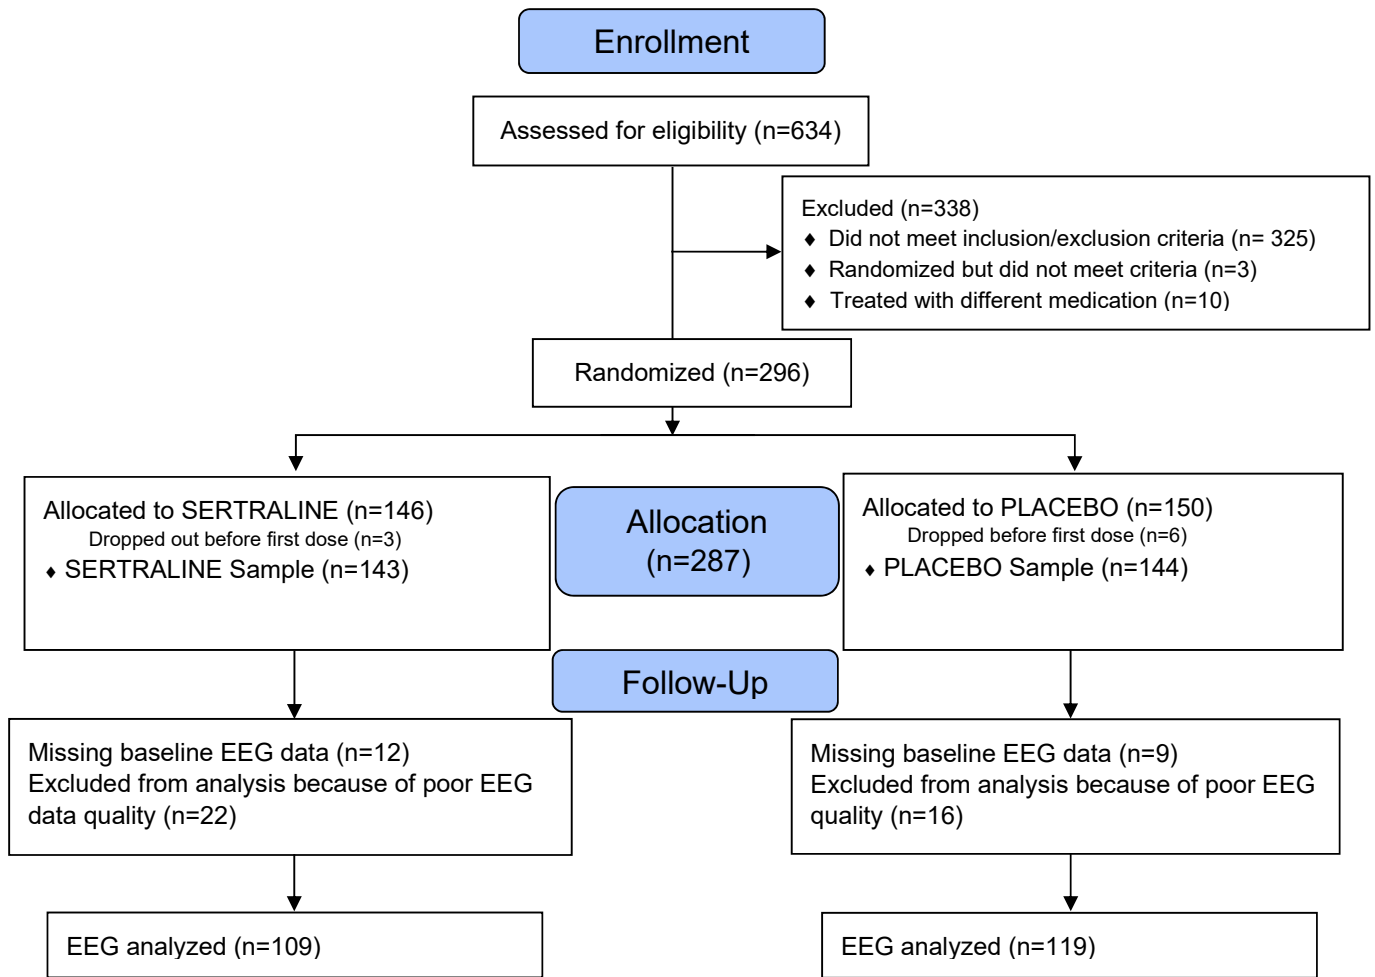 Enrollment
Assessed for eligibility (n=634)
Excluded (n=338)
♦ Did not meet inclusion/exclusion criteria (n= 325)
♦ Randomized but did not meet criteria (n=3)
♦ Treated with different medication (n=10)
Randomized (n=296)
Allocated to SERTRALINE (n=146)
Dropped out before first dose (n=3)
♦ SERTRALINE Sample (n=143)
Allocation
(n=287)
Allocated to PLACEBO (n=150)
Dropped before first dose (n=6)
♦ PLACEBO Sample (n=144)
Follow-Up
Missing baseline EEG data (n=12)
Excluded from analysis because of poor EEG
data quality (n=22)
Missing baseline EEG data (n=9)
Excluded from analysis because of poor EEG
quality (n=16)
EEG analyzed (n=109)
EEG analyzed (n=119)